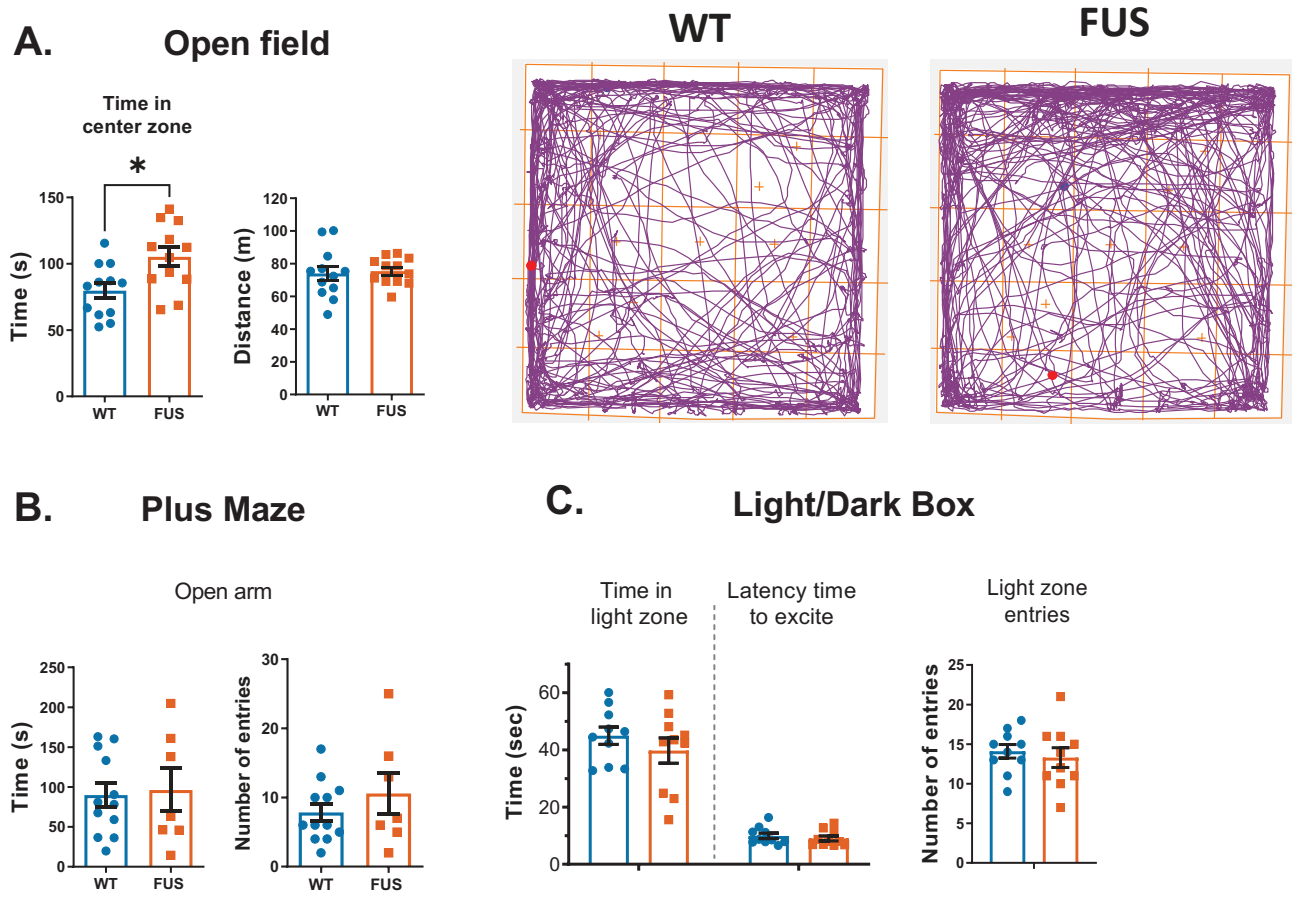 A.
Open field
WT
FUS
Time in
center zone
*
Time (s)
150
100
50
0
WT
FUS
Distance (m)
120
100
80
60
40
20
0
WT
FUS
B.
Plus Maze
Open arm
Time (s)
250
200
150
100
50
0
WT
FUS
Number of entries
30
20
10
0
WT
FUS
C.
Light/Dark Box
Time in
light zone
Latency time
to excite
Time (sec)
60
40
20
0
Light zone
entries
Number of entries
25
20
15
10
5
0